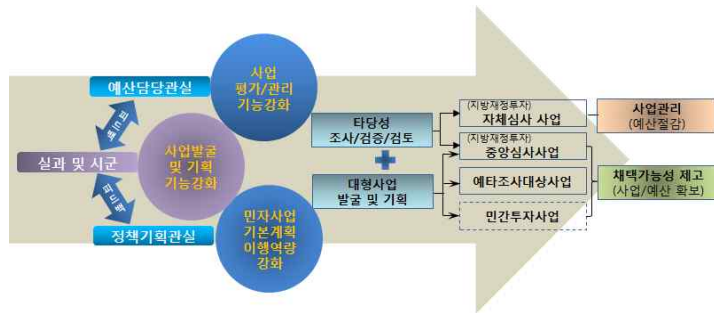 예산담당관실
피드백
실과 및 시군
피드백
정책기획관실
사업
평가/관리
기능강화
사업발굴
및 기획
기능강화
민자사업
기본계획
이행역량
강화
타당성
조사/검증/검토
대형사업
발굴 및 기획
(지방재정투자)
자체심사 사업
(지방재정투자)
중앙심사사업
예타조사대상사업
민간투자사업
사업관리
(예산절감)
채택가능성 제고
(사업/예산 확보)